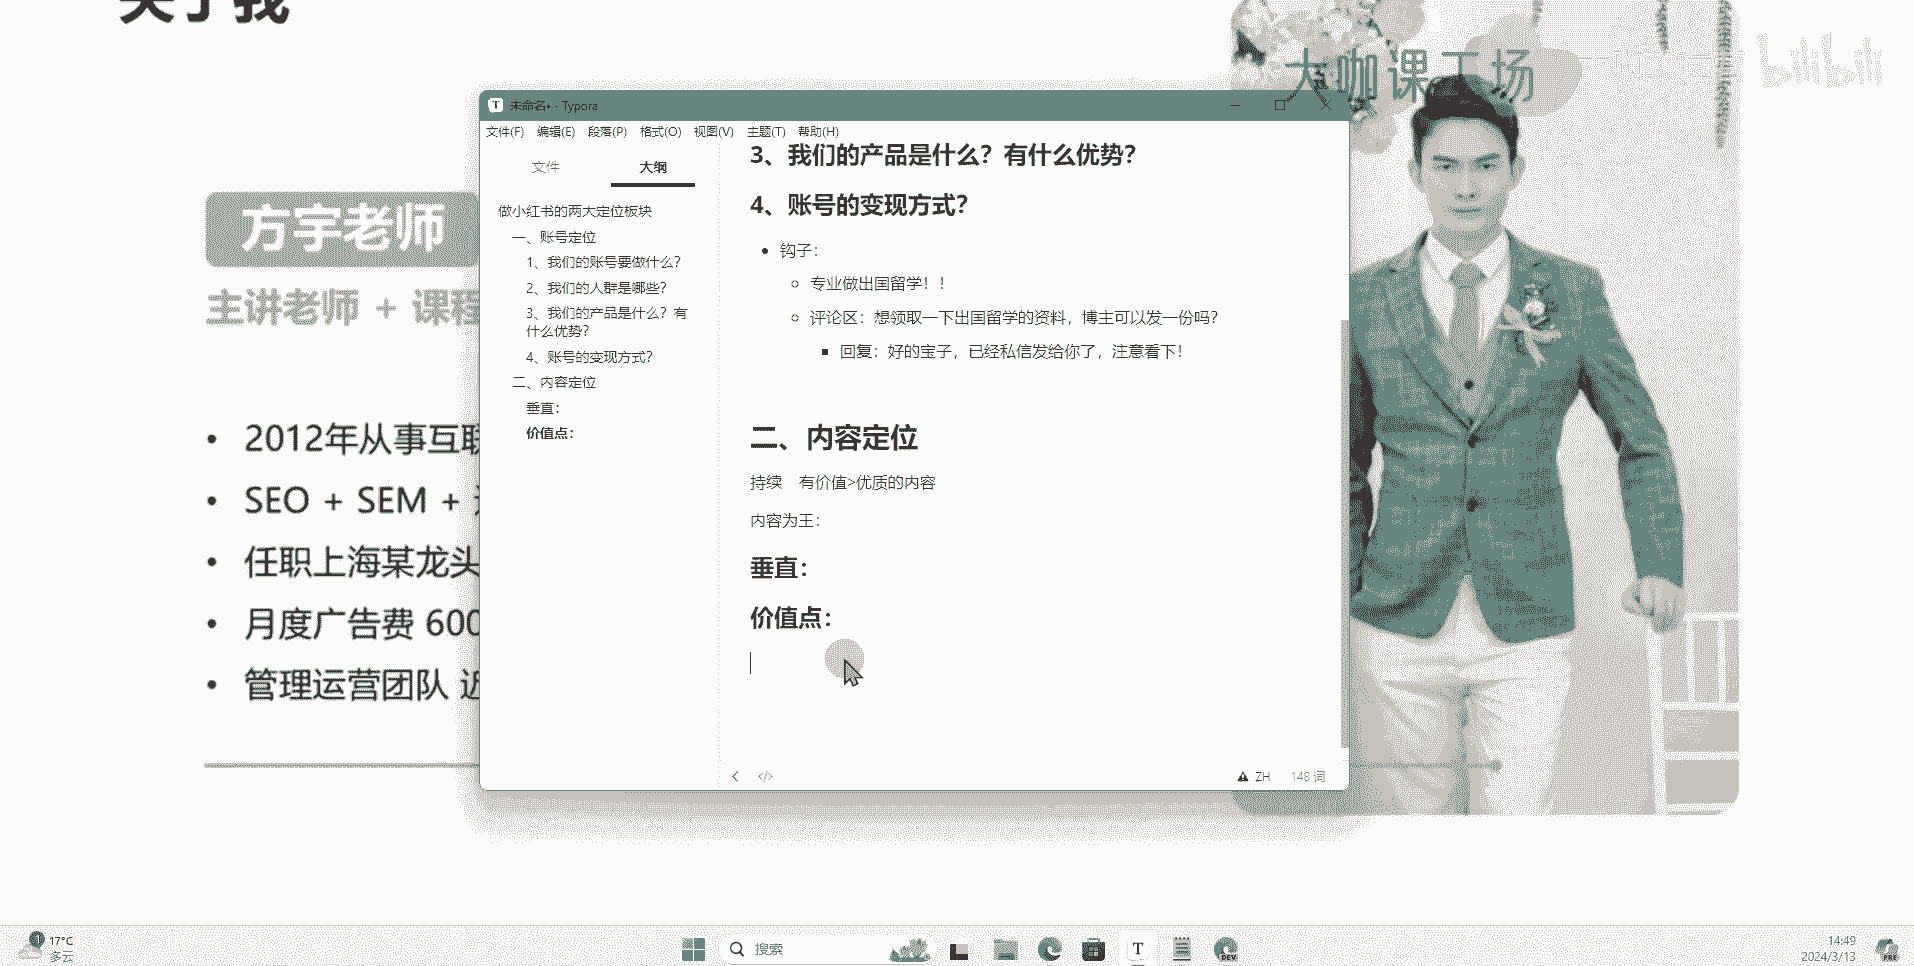 关于我
大咖课工场
bilibili
方宇老师
主讲老师 + 课程
2012年从事互联
SEO + SEM +
任职上海某龙头
月度广告费 600
管理运营团队 近
未命名• - Typora
文件(F) 编辑(E) 段落(P) 格式(O) 视图(V) 主题(T) 帮助(H)
文件 大纲
做小红书的两大定位板块
一、账号定位
1、我们的账号要做什么?
2、我们的人群是哪些?
3、我们的产品是什么? 有
什么优势?
4、账号的变现方式?
二、内容定位
垂直:
价值点:
3、我们的产品是什么? 有什么优势?
4、账号的变现方式?
钩子:
专业做出国留学! !
评论区: 想领取一下出国留学的资料, 博主可以发一份吗?
回复: 好的宝子, 已经私信发给你了, 注意看下!
二、内容定位
持续 有价值>优质的内容
内容为王:
垂直:
价值点:
ZH 148 词
1
17°C
多云
搜索
T
DEV
14:49
2024/3/13
PRE